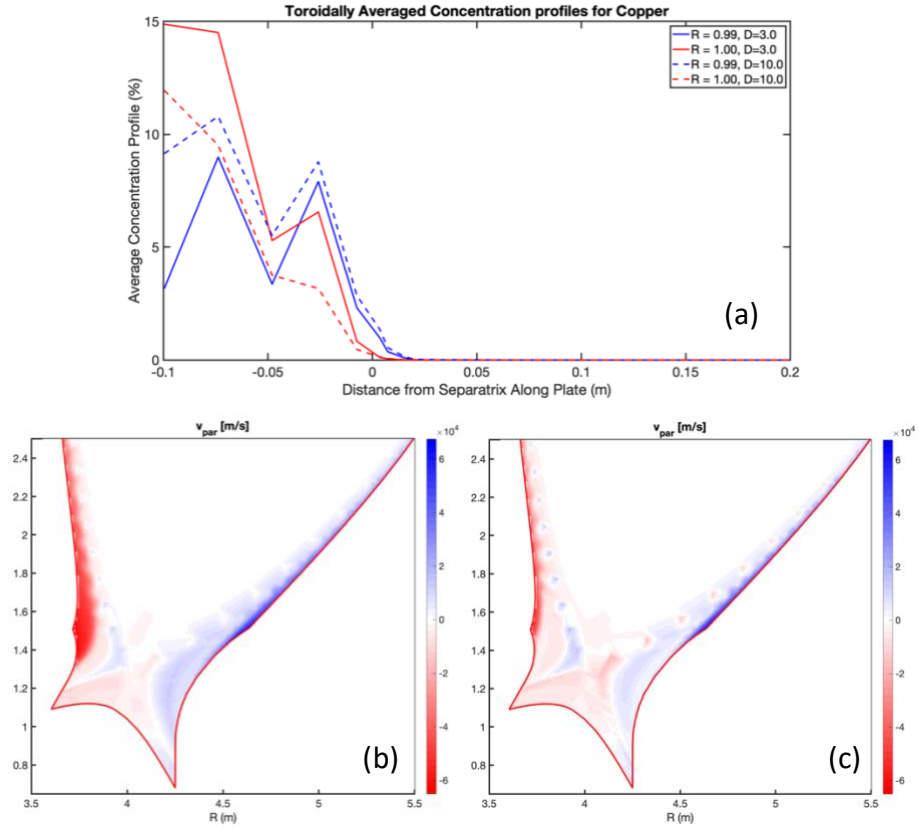 Toroidally Averaged Concentration profiles for Copper
Average Concentration Profile (%)
15
10
5
0
R = 0.99, D=3.0
R = 1.00, D=3.0
R = 0.99, D=10.0
R = 1.00, D=10.0
(a)
-0.1 -0.05 0 0.05 0.1 0.15 0.2
Distance from Separatrix Along Plate (m)
v_par [m/s]
×10^4
2.4
2.2
2
1.8
1.6
1.4
1.2
1
0.8
6
4
2
0
-2
-4
-6
(b)
3.5 4 4.5 5 5.5
R (m)
v_par [m/s]
×10^4
2.4
2.2
2
1.8
1.6
1.4
1.2
1
0.8
6
4
2
0
-2
-4
-6
(c)
3.5 4 4.5 5 5.5
R (m)